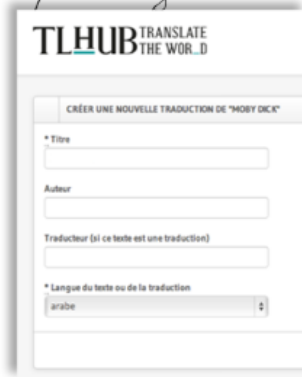 TLHUB TRANSLATE
THE WOR_D
CRÉER UNE NOUVELLE TRADUCTION DE "MOBY DICK"
* Titre
Auteur
Traducteur (si ce texte est une traduction)
* Langue du texte ou de la traduction
arabe